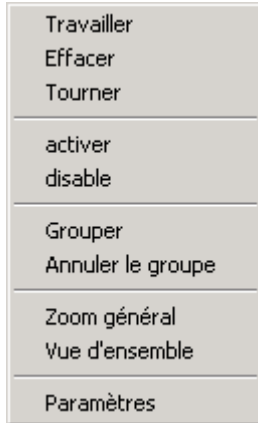 Travailler
Effacer
Tourner
activer
disable
Grouper
Annuler le groupe
Zoom général
Vue d'ensemble
Paramètres